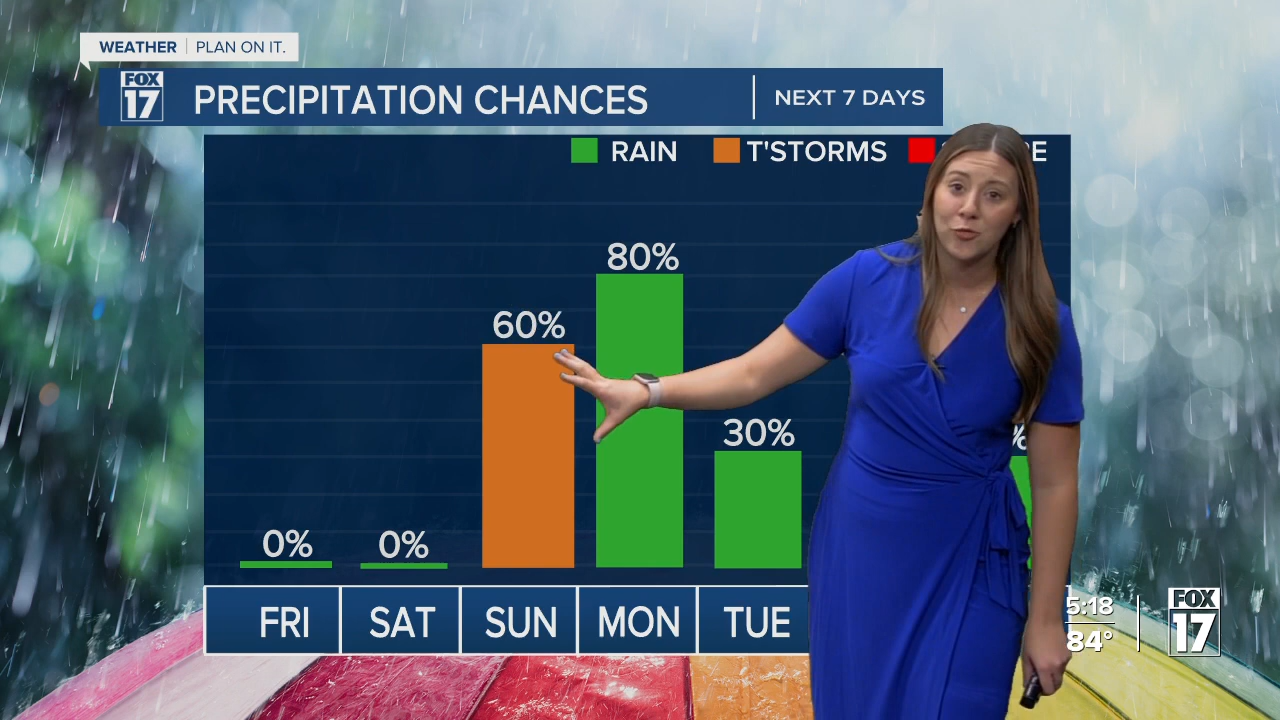 WEATHER | PLAN ON IT.
FOX
17
PRECIPITATION CHANCES
NEXT 7 DAYS
RAIN
T'STORMS
80%
60%
30%
0%
0%
FRI
SAT
SUN
MON
TUE
5:18
84°
FOX
17